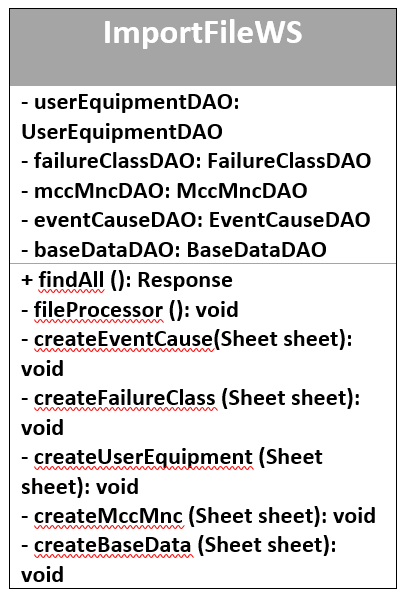 ImportFileWS
- userEquipmentDAO:
UserEquipmentDAO
- failureClassDAO: FailureClassDAO
- mccMncDAO: MccMncDAO
- eventCauseDAO: EventCauseDAO
- baseDataDAO: BaseDataDAO
+ findAll (): Response
- fileProcessor (): void
- createEventCause(Sheet sheet):
void
- createFailureClass (Sheet sheet):
void
- createUserEquipment (Sheet
sheet): void
- createMccMnc (Sheet sheet): void
- createBaseData (Sheet sheet):
void